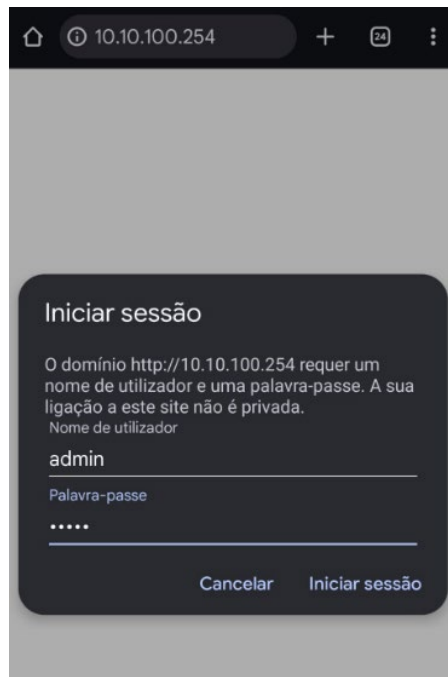 10.10.100.254
24
Iniciar sessão
O domínio http://10.10.100.254 requer um
nome de utilizador e uma palavra-passe. A sua
ligação a este site não é privada.
Nome de utilizador
admin
Palavra-passe
•••••
Cancelar Iniciar sessão